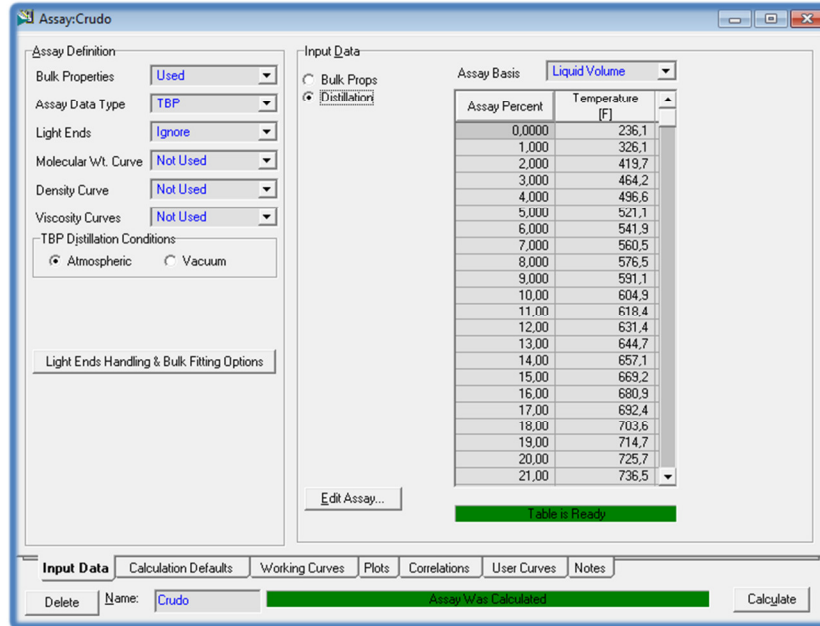 Assay:Crudo
Assay Definition
Bulk Properties Used
Assay Data Type TBP
Light Ends Ignore
Molecular Wt. Curve Not Used
Density Curve Not Used
Viscosity Curves Not Used
TBP Distillation Conditions
Atmospheric Vacuum
Light Ends Handling & Bulk Fitting Options
Input Data
Bulk Props
Distillation
Assay Basis Liquid Volume
Assay Percent Temperature [F]
0,0000 236,1
1,000 326,1
2,000 419,7
3,000 464,2
4,000 496,6
5,000 521,1
6,000 541,9
7,000 560,5
8,000 576,5
9,000 591,1
10,00 604,9
11,00 618,4
12,00 631,4
13,00 644,7
14,00 657,1
15,00 669,2
16,00 680,9
17,00 692,4
18,00 703,6
19,00 714,7
20,00 725,7
21,00 736,5
Edit Assay...
Table is Ready
Input Data Calculation Defaults Working Curves Plots Correlations User Curves Notes
Delete Name: Crudo Assay Was Calculated Calculate